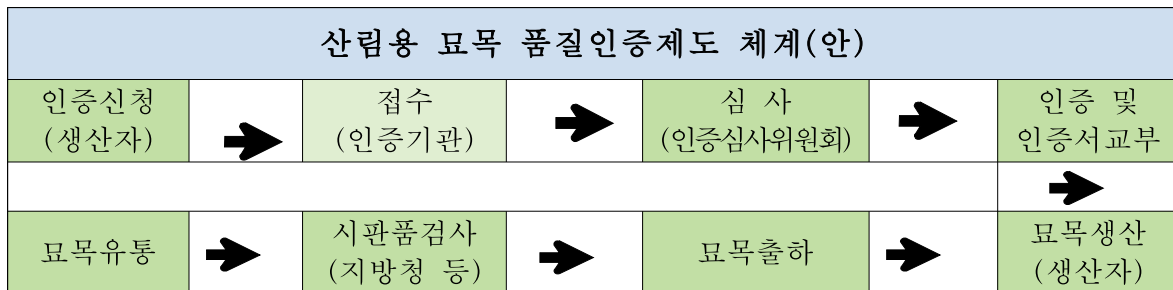 산림용 묘목 품질인증제도 체계(안)
인증신청
(생산자)
접수
(인증기관)
심 사
(인증심사위원회)
인증 및
인증서교부
묘목유통
시판품검사
(지방청 등)
묘목출하
묘목생산
(생산자)